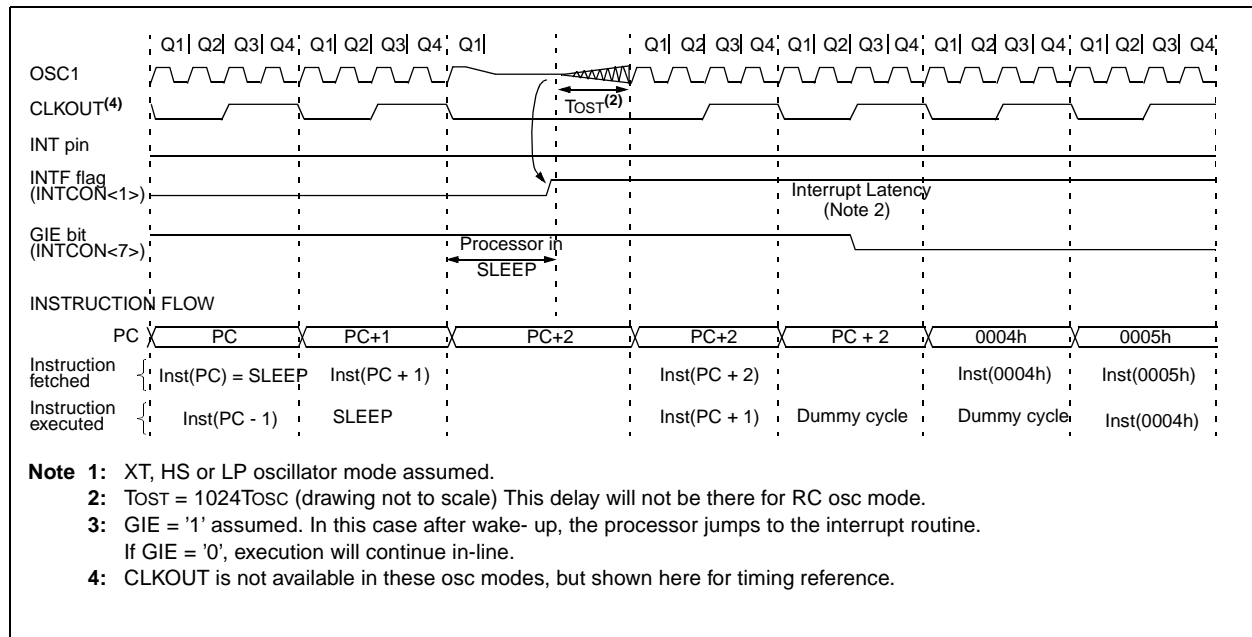 Q1 Q2 Q3 Q4 Q1 Q2 Q3 Q4 Q1 Q1 Q2 Q3 Q4 Q1 Q2 Q3 Q4 Q1 Q2 Q3 Q4 Q1 Q2 Q3 Q4
OSC1
CLKOUT(4)
TOST(2)
INT pin
INTF flag
(INTCON<1>)
Interrupt Latency
(Note 2)
GIE bit
(INTCON<7>)
Processor in
SLEEP
INSTRUCTION FLOW
PC PC PC+1 PC+2 PC+2 PC + 2 0004h 0005h
Instruction
fetched
Inst(PC) = SLEEP Inst(PC + 1) Inst(PC + 2) Inst(0004h) Inst(0005h)
Instruction
executed
Inst(PC - 1) SLEEP Inst(PC + 1) Dummy cycle Dummy cycle Inst(0004h)
Note 1: XT, HS or LP oscillator mode assumed.
2: TOST = 1024TOSC (drawing not to scale) This delay will not be there for RC osc mode.
3: GIE = '1' assumed. In this case after wake- up, the processor jumps to the interrupt routine.
If GIE = '0', execution will continue in-line.
4: CLKOUT is not available in these osc modes, but shown here for timing reference.